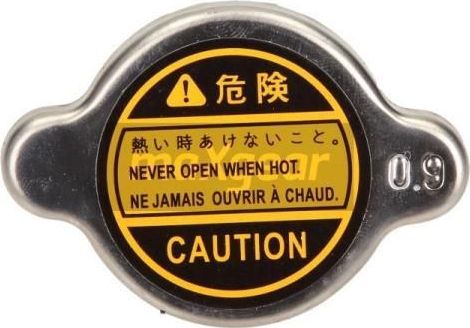 危険
熱い時あけないこと。
NEVER OPEN WHEN HOT.
NE JAMAIS OUVRIR À CHAUD.
CAUTION
0.9
maxgear